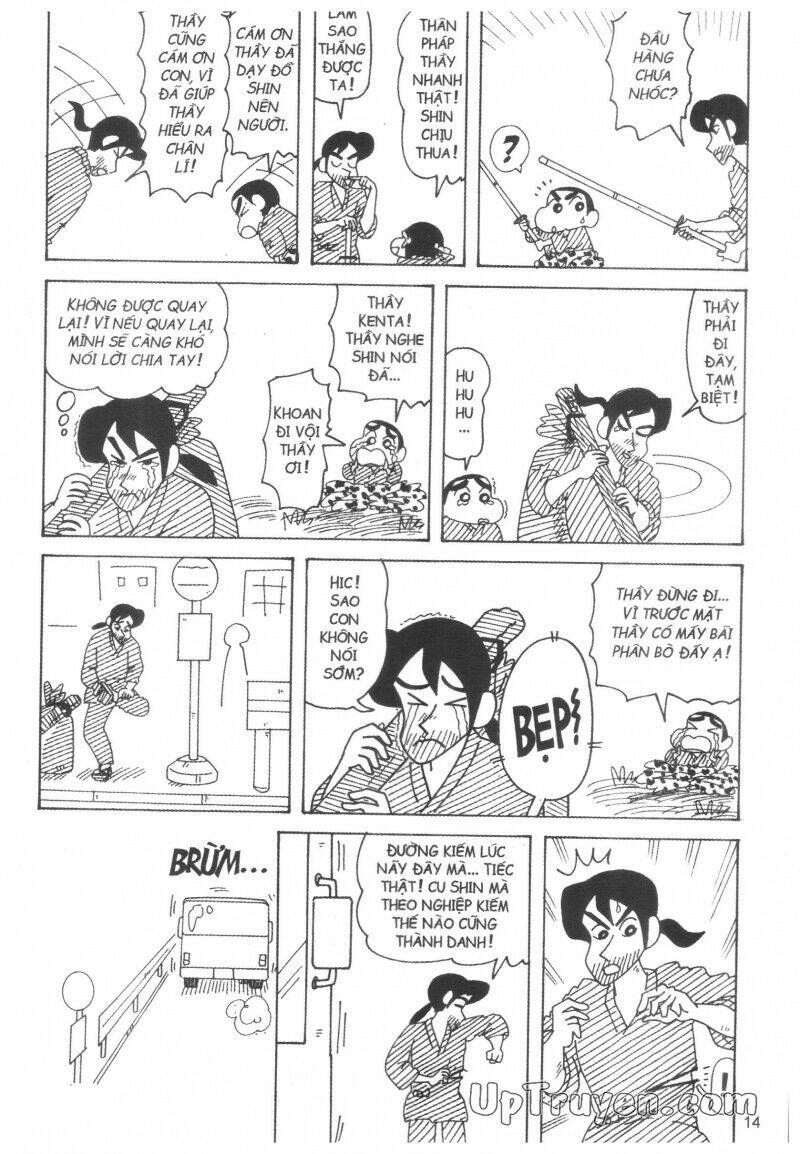 ĐẦU
HÀNG
CHƯA
NHÓC?
?
THÂN
PHÁP
THẦY
NHANH
THẬT!
SHIN
CHỊU
THUA!
LÀM
SAO
THẮNG
ĐƯỢC
TA!
CÁM ƠN
THẦY ĐÃ
DẠY ĐỖ
SHIN
NÊN
NGƯỜI.
THẦY
CŨNG
CÁM ƠN
CON, VÌ
ĐÃ GIÚP
THẦY
HIỂU RA
CHÂN
LÍ!
THẦY
PHẢI
ĐI
ĐÂY,
TẠM
BIỆT!
HU
HU
HU
...
THẦY
KENTA!
THẦY NGHE
SHIN NÓI
ĐÃ...
KHOAN
ĐI VỘI
THẦY
ƠI!
KHÔNG ĐƯỢC QUAY
LẠI! VÌ NẾU QUAY LẠI,
MÌNH SẼ CÀNG KHÓ
NÓI LỜI CHIA TAY!
THẦY ĐỪNG ĐI...
VÌ TRƯỚC MẶT
THẦY CÓ MẤY BÃI
PHÂN BÒ ĐẤY Ạ!
BẸP!
HIC!
SAO
CON
KHÔNG
NÓI
SỚM?
!
ĐƯỜNG KIẾM LÚC
NÃY ĐÂY MÀ... TIẾC
THẬT! CU SHIN MÀ
THEO NGHIỆP KIẾM
THẾ NÀO CŨNG
THÀNH DANH!
BRỪM...
UpTruyen.com
14